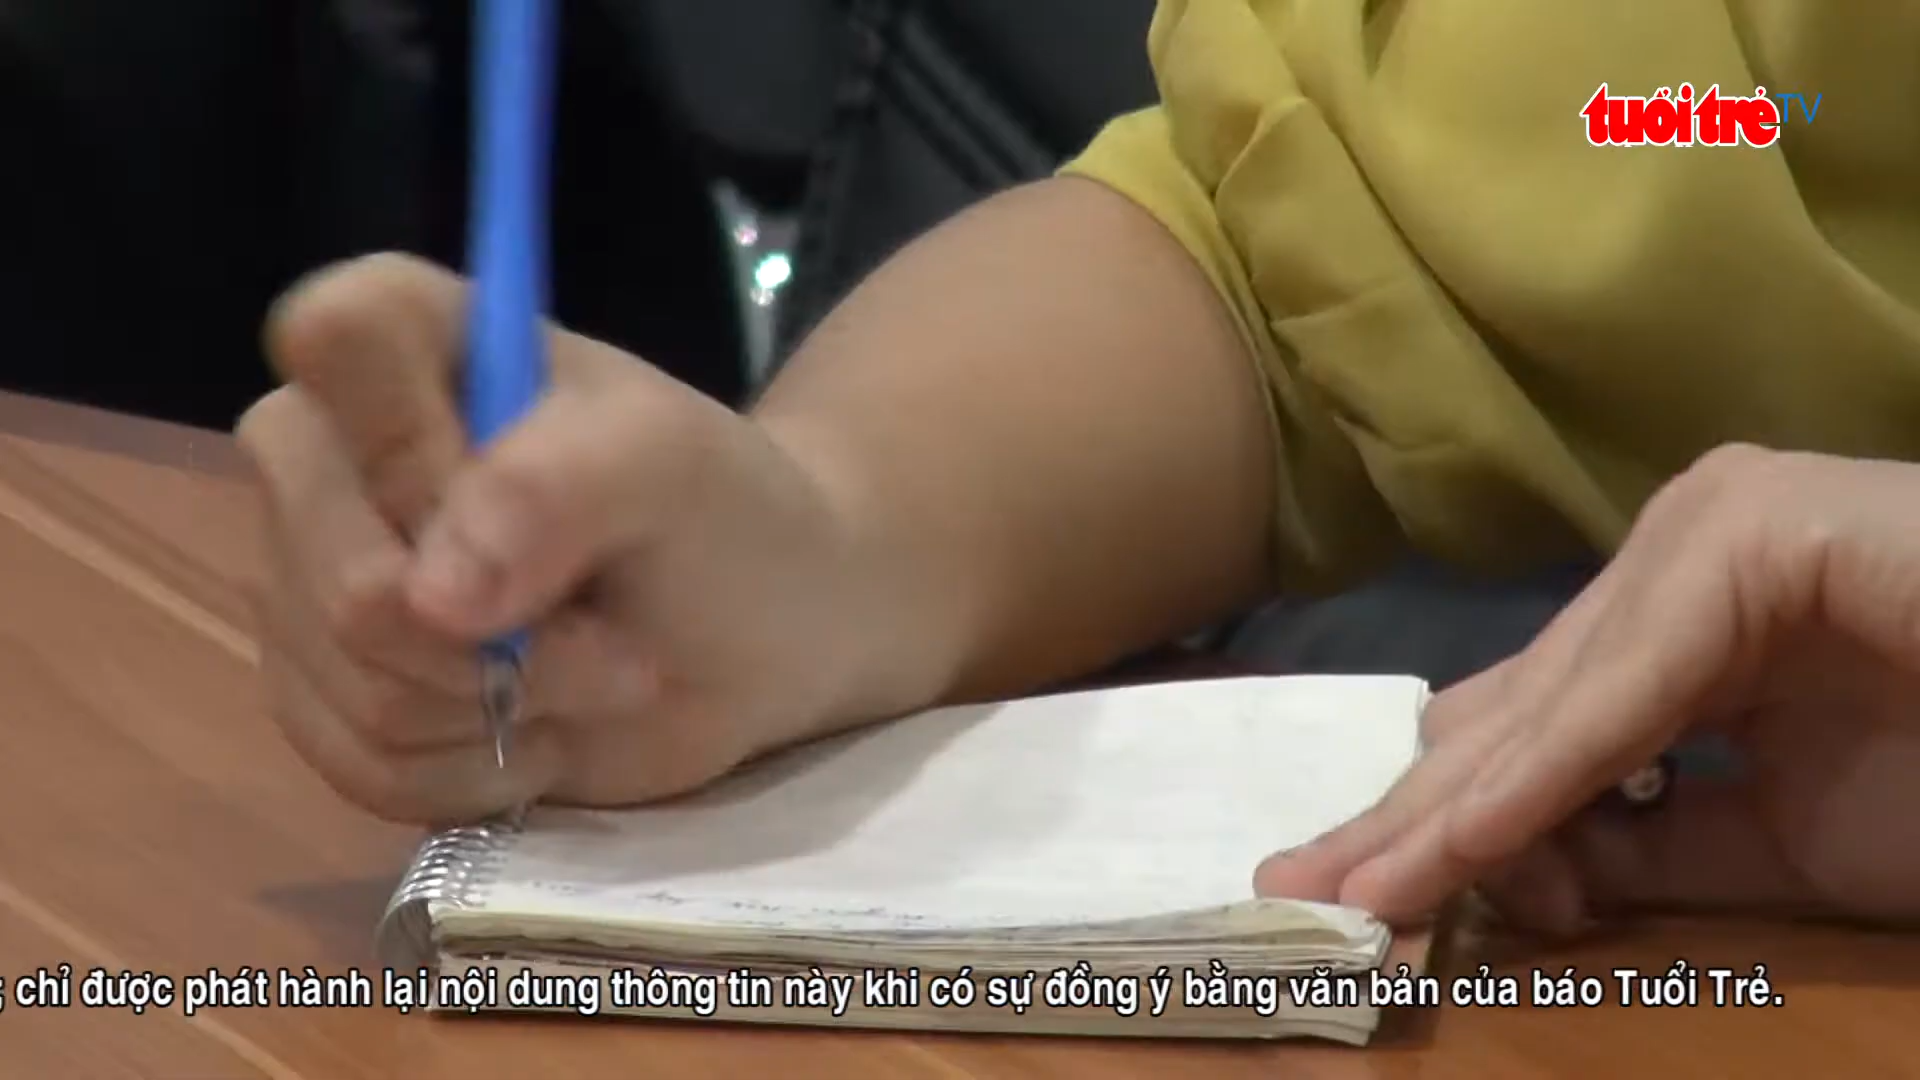 tuổi trẻ TV
chỉ được phát hành lại nội dung thông tin này khi có sự đồng ý bằng văn bản của báo Tuổi Trẻ.